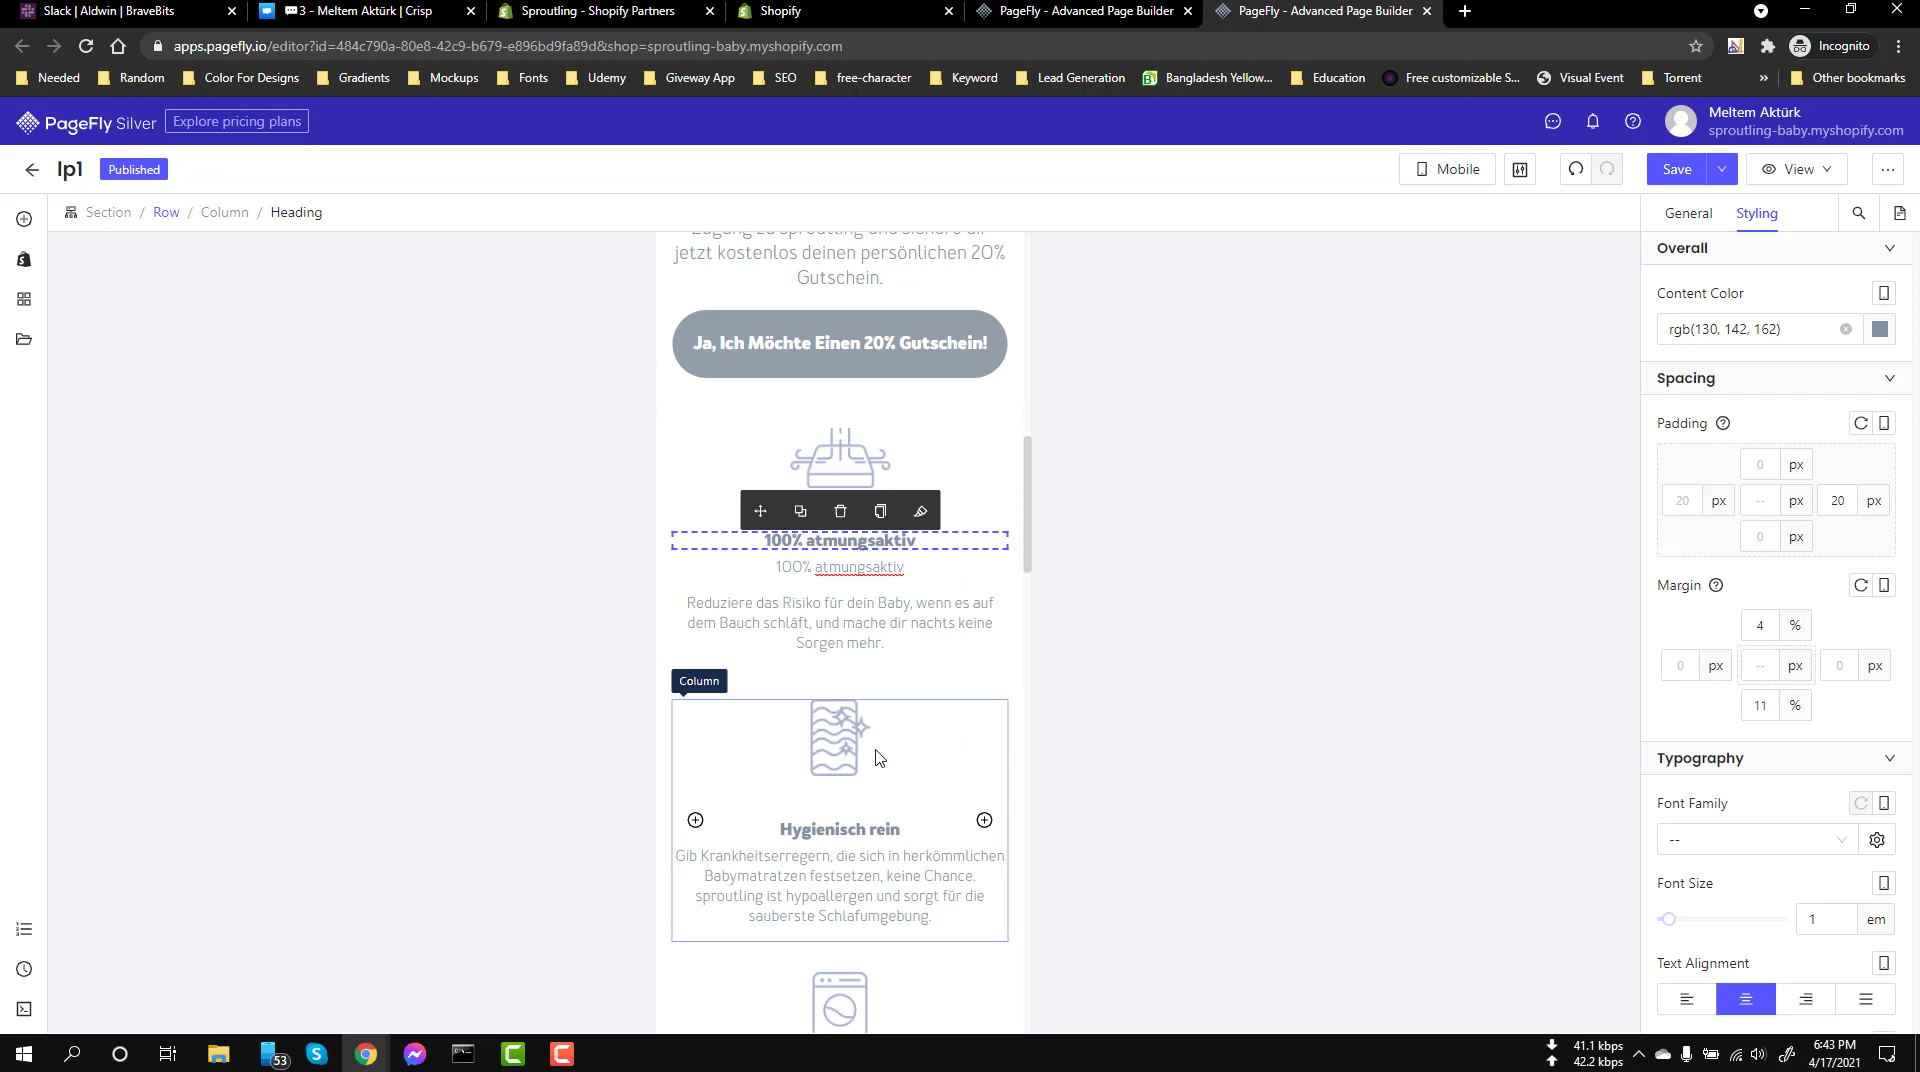 Slack | Aldwin | BraveBits
3 - Meltem Aktürk | Crisp
Sproutling - Shopify Partners
Shopify
PageFly - Advanced Page Builder
PageFly - Advanced Page Builder
apps.pagefly.io/editor?id=484c790a-80e8-42c9-b679-e896bd9fa89d&shop=sproutling-baby.myshopify.com
Incognito
Needed
Random
Color For Designs
Gradients
Mockups
Fonts
Udemy
Giveway App
SEO
free-character
Keyword
Lead Generation
Bangladesh Yellow...
Education
Free customizable S...
Visual Event
Torrent
»
Other bookmarks
PageFly Silver
Explore pricing plans
Meltem Aktürk
sproutling-baby.myshopify.com
lp1
Published
Mobile
Save
View
Section / Row / Column / Heading
General
Styling
Zugang zu sproutling und sichere dir
jetzt kostenlos deinen persönlichen 20%
Gutschein.
Ja, Ich Möchte Einen 20% Gutschein!
100% atmungsaktiv
100% atmungsaktiv
Reduziere das Risiko für dein Baby, wenn es auf
dem Bauch schläft, und mache dir nachts keine
Sorgen mehr.
Column
Hygienisch rein
Gib Krankheitserregern, die sich in herkömmlichen
Babymatratzen festsetzen, keine Chance.
sproutling ist hypoallergen und sorgt für die
sauberste Schlafumgebung.
Overall
Content Color
rgb(130, 142, 162)
Spacing
Padding
0 px
20 px
-- px
20 px
0 px
Margin
4 %
0 px
-- px
0 px
11 %
Typography
Font Family
--
Font Size
1 em
Text Alignment
53
41.1 kbps
42.2 kbps
6:43 PM
4/17/2021